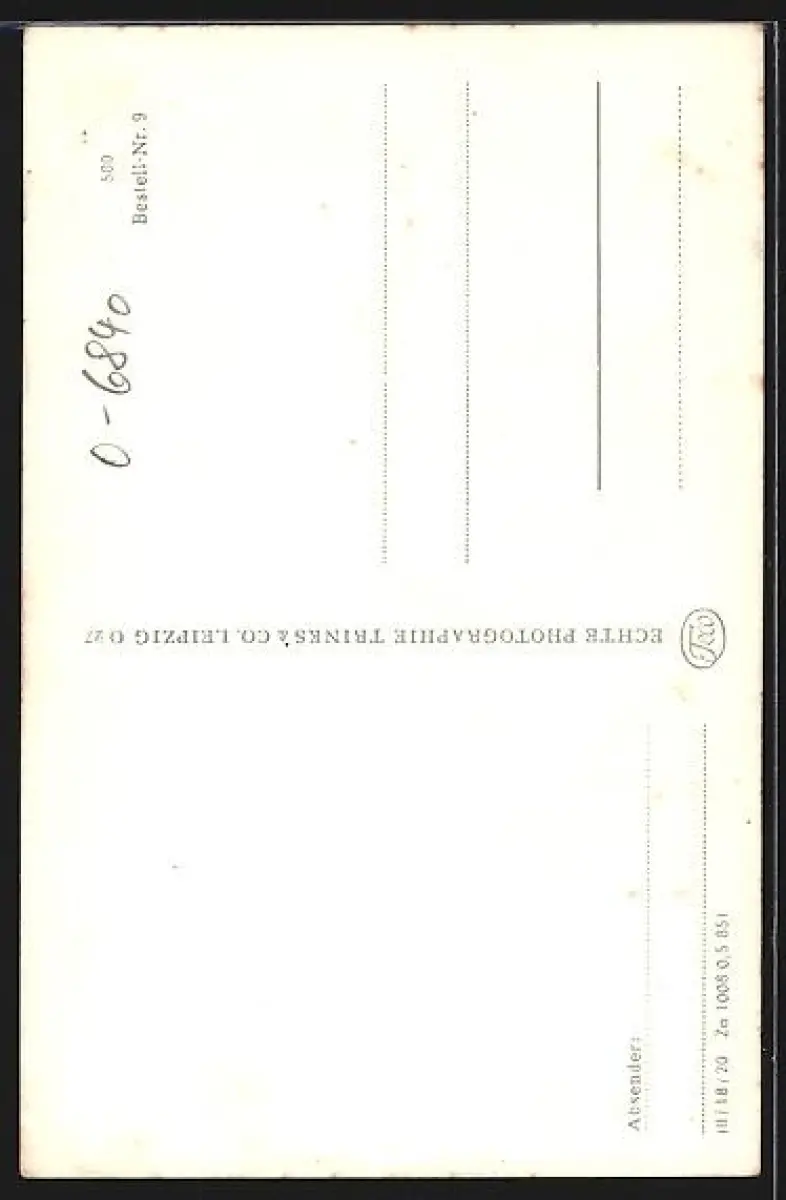 500
Bestell-Nr. 9
0-6840
ECHTE PHOTOGRAPHIE TRINKS & CO. LEIPZIG O 27
Absender:
III/18/20 Za 1008 0,5 851